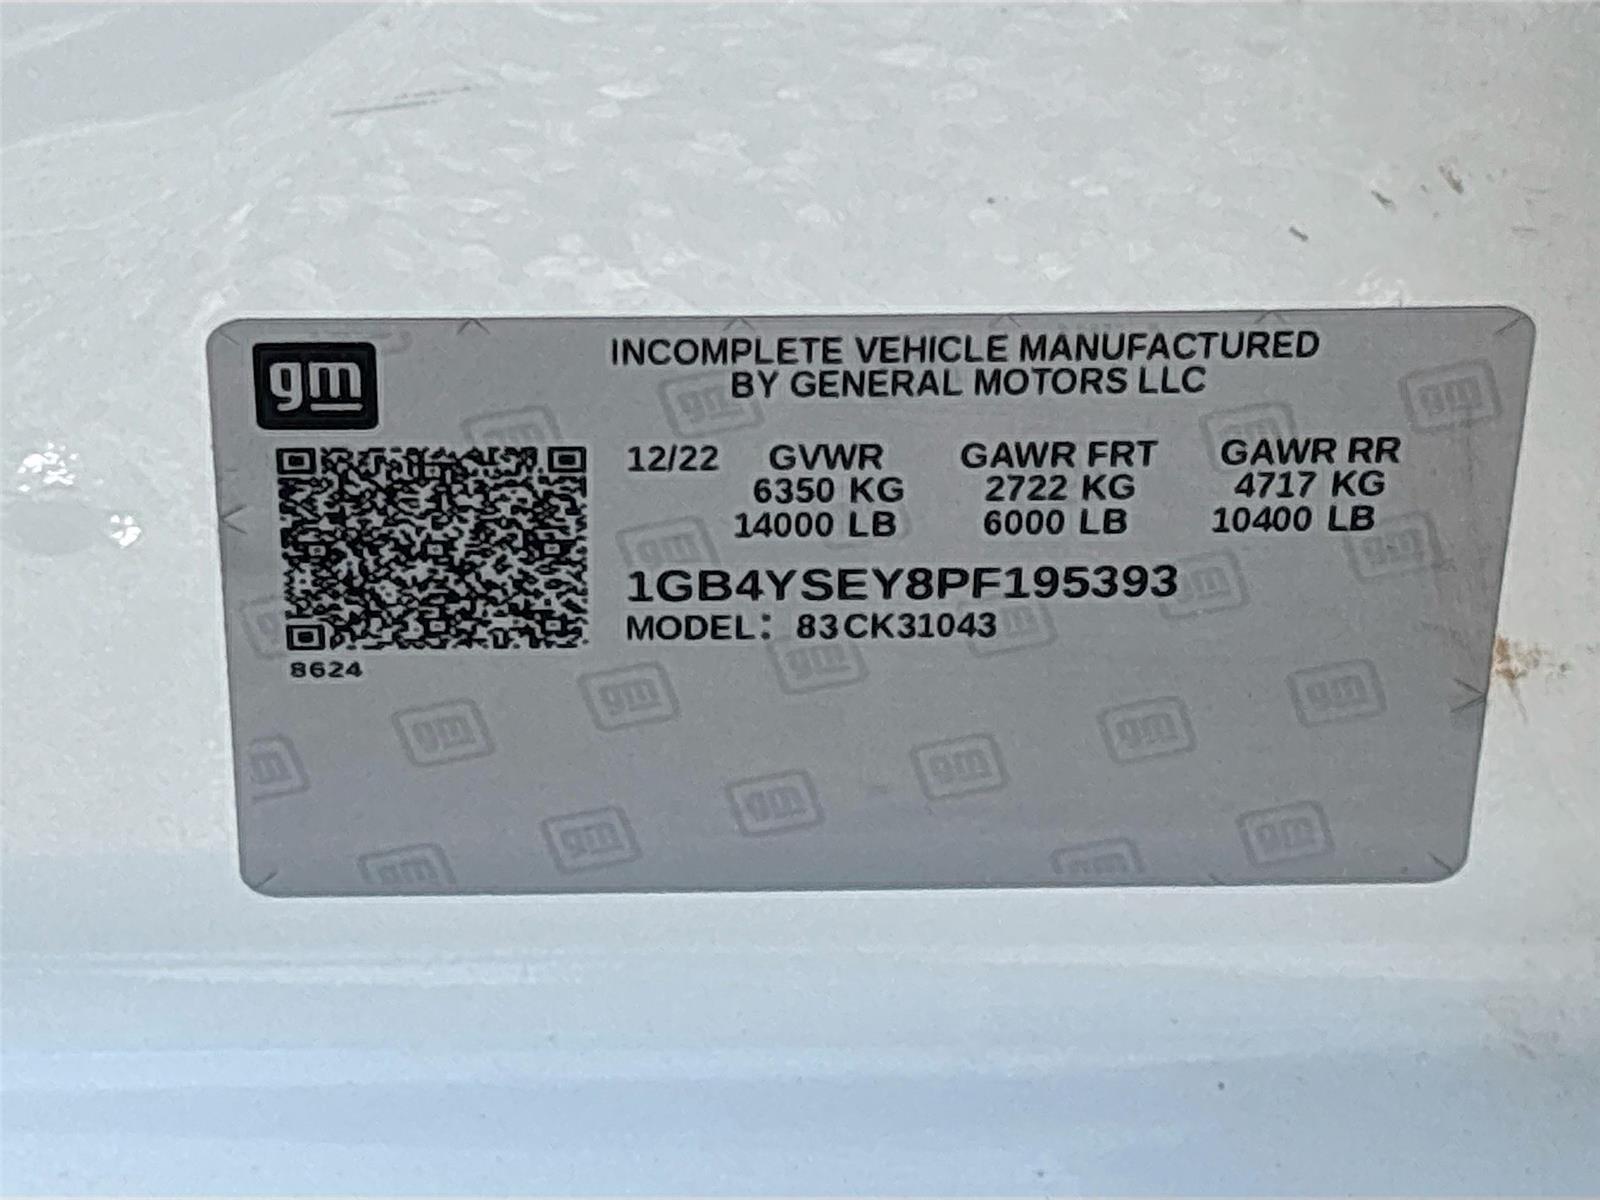 gm
INCOMPLETE VEHICLE MANUFACTURED
BY GENERAL MOTORS LLC
12/22 GVWR GAWR FRT GAWR RR
6350 KG 2722 KG 4717 KG
14000 LB 6000 LB 10400 LB
1GB4YSEY8PF195393
MODEL: 83CK31043
8624